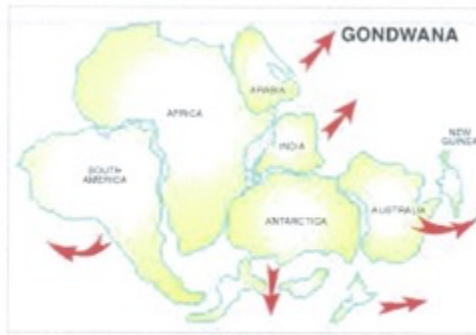 GONDWANA
ARABIA
AFRICA
NEW
GUINEA
INDIA
SOUTH
AMERICA
ANTARCTICA
AUSTRALIA